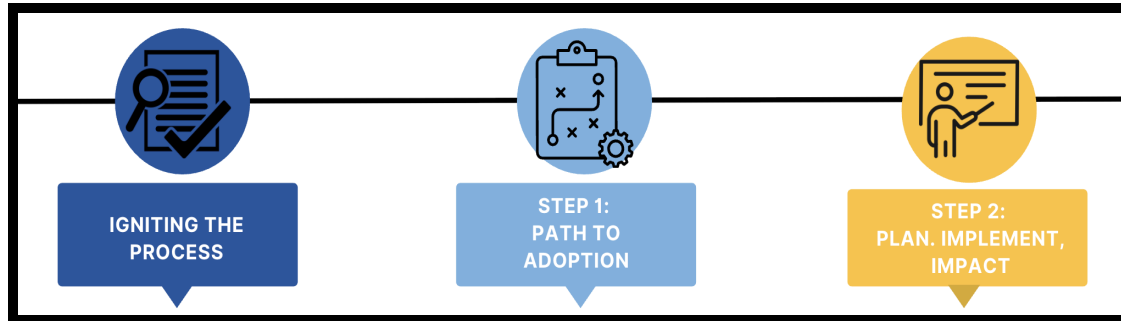 IGNITING THE
PROCESS
STEP 1:
PATH TO
ADOPTION
STEP 2:
PLAN. IMPLEMENT,
IMPACT